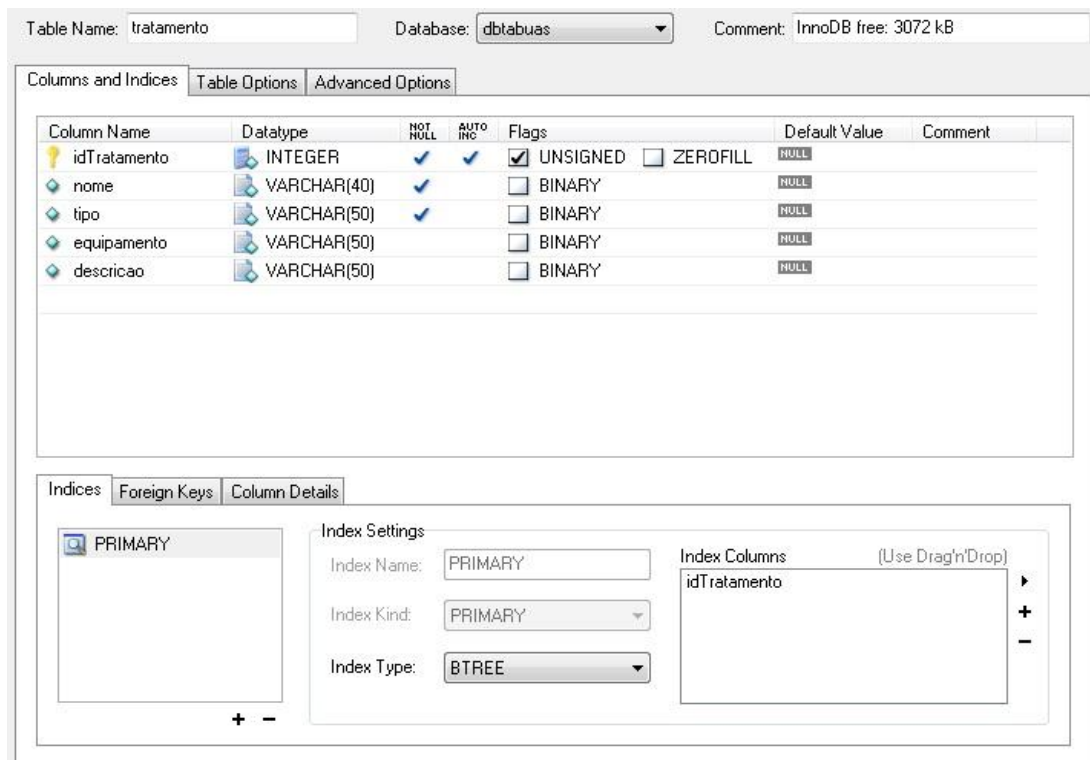 Table Name: tratamento Database: dbtabuas Comment: InnoDB free: 3072 kB
Columns and Indices Table Options Advanced Options
Column Name Datatype NOT NULL AUTO INC Flags Default Value Comment
idTratamento INTEGER UNSIGNED ZEROFILL NULL
nome VARCHAR(40) BINARY NULL
tipo VARCHAR(50) BINARY NULL
equipamento VARCHAR(50) BINARY NULL
descricao VARCHAR(50) BINARY NULL
Indices Foreign Keys Column Details
PRIMARY
Index Settings
Index Name: PRIMARY
Index Kind: PRIMARY
Index Type: BTREE
Index Columns (Use Drag'n'Drop)
idTratamento